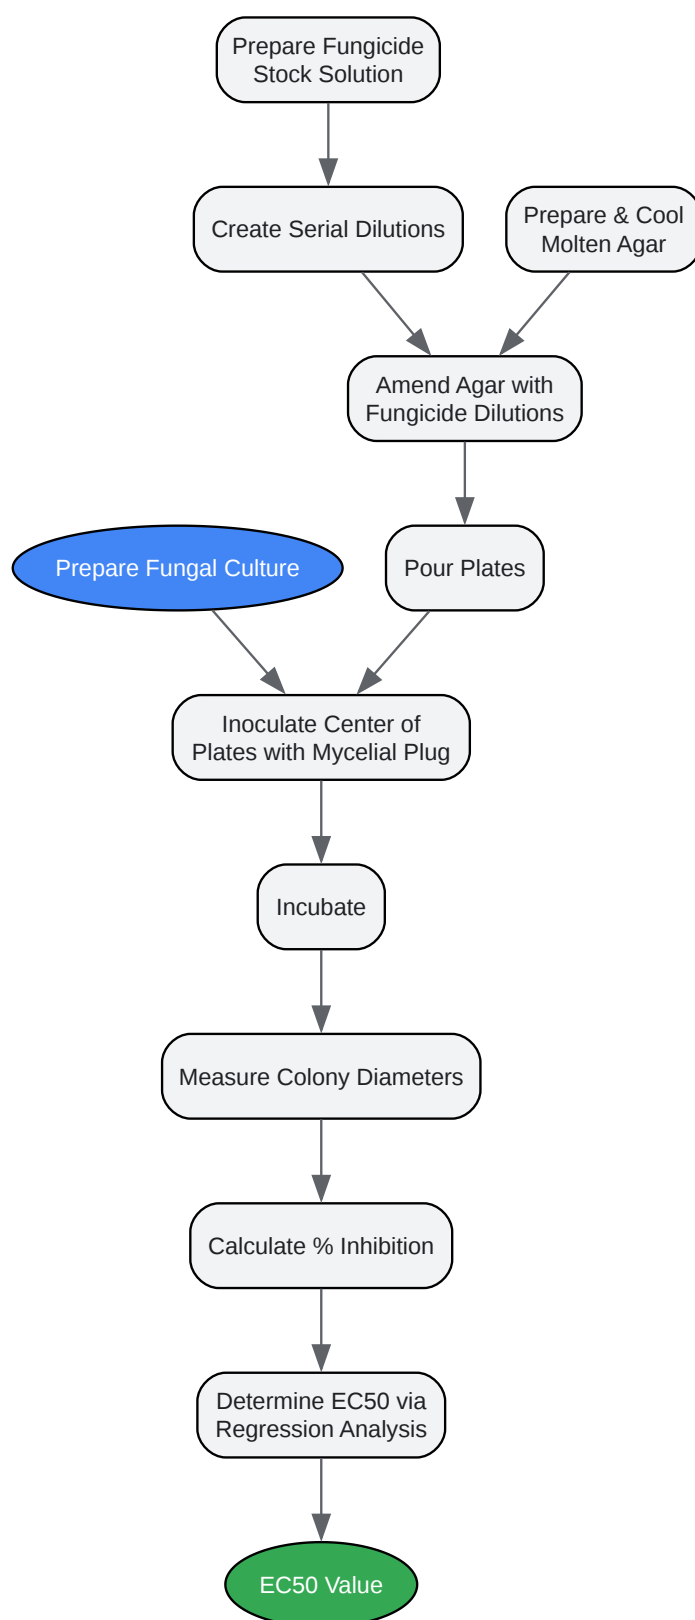 Prepare Fungicide
Stock Solution
Create Serial Dilutions
Prepare & Cool
Molten Agar
Amend Agar with
Fungicide Dilutions
Prepare Fungal Culture
Pour Plates
Inoculate Center of
Plates with Mycelial Plug
Incubate
Measure Colony Diameters
Calculate % Inhibition
Determine EC50 via
Regression Analysis
EC50 Value